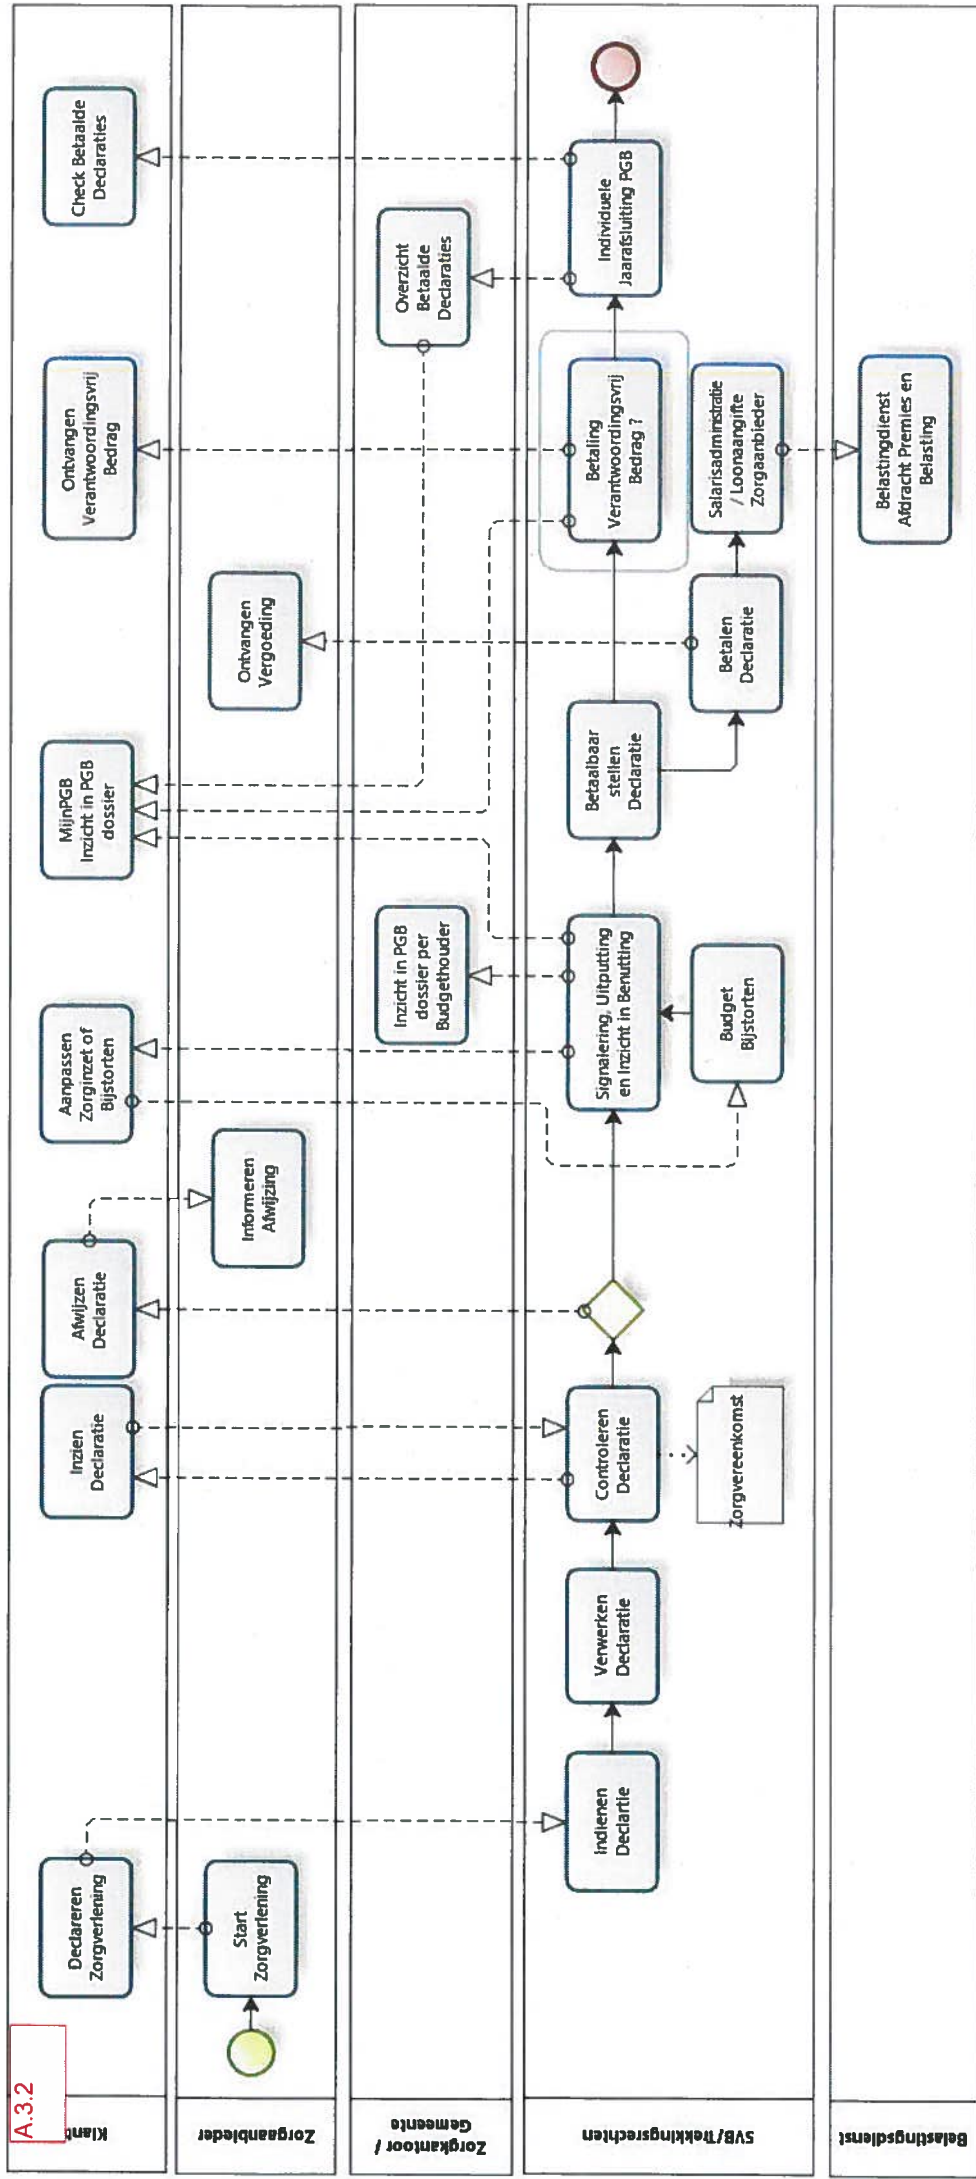 A.3.2
Klant
Declareren
Zorgverlening
Inzien
Declaratie
Afwijzen
Declaratie
Aanpassen
Zorginzet of
Bijstorten
MijnPGB
Inzicht in PGB
dossier
Ontvangen
Verantwoordingsvrij
Bedrag
Check Betaalde
Declaraties
Zorgaanbieder
Start
Zorgverlening
Informeren
Afwijzing
Ontvangen
Vergoeding
Zorgkantoor /
Gemeente
Inzicht in PGB
dossier per
Budgethouder
Overzicht
Betaalde
Declaraties
SVB/Trekkingsrechten
Indienen
Declartie
Verwerken
Declaratie
Controleren
Declaratie
Zorgvereenkomst
Signalering, Uitputting
en Inzicht in Benutting
Budget
Bijstorten
Betaalbaar
stellen
Declaratie
Betalen
Declaratie
Betaling
Verantwoordingsvrij
Bedrag ?
Salarisadministratie
/ Loonaangifte
Zorgaanbieder
Individuele
Jaarafsluiting PGB
Belastingsdienst
Belastingdienst
Afdracht Premies en
Belasting